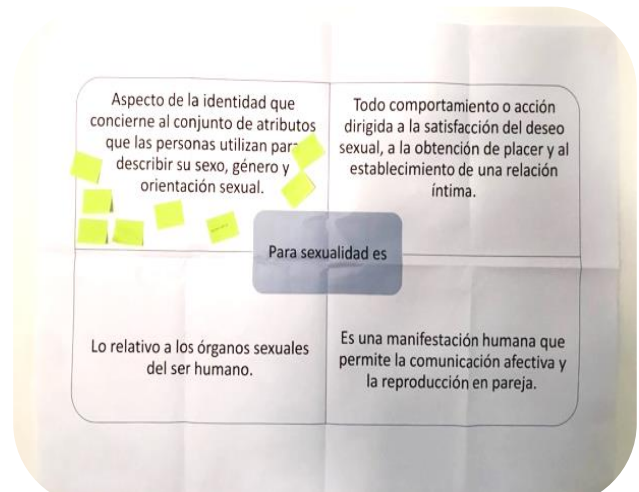 Aspecto de la identidad que
concierne al conjunto de atributos
que las personas utilizan para
describir su sexo, género y
orientación sexual.
Todo comportamiento o acción
dirigida a la satisfacción del deseo
sexual, a la obtención de placer y al
establecimiento de una relación
íntima.
Para sexualidad es
Lo relativo a los órganos sexuales
del ser humano.
Es una manifestación humana que
permite la comunicación afectiva y
la reproducción en pareja.